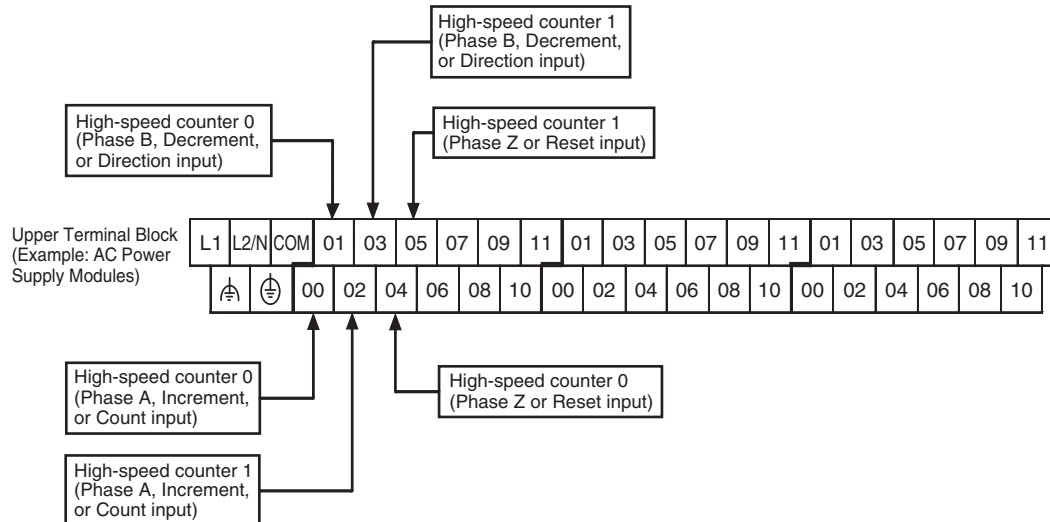 High-speed counter 1
(Phase B, Decrement,
or Direction input)
High-speed counter 0
(Phase B, Decrement,
or Direction input)
High-speed counter 1
(Phase Z or Reset input)
Upper Terminal Block
(Example: AC Power
Supply Modules)
L1 L2/N COM 01 03 05 07 09 11 01 03 05 07 09 11 01 03 05 07 09 11
00 02 04 06 08 10 00 02 04 06 08 10 00 02 04 06 08 10
High-speed counter 0
(Phase A, Increment,
or Count input)
High-speed counter 0
(Phase Z or Reset input)
High-speed counter 1
(Phase A, Increment,
or Count input)